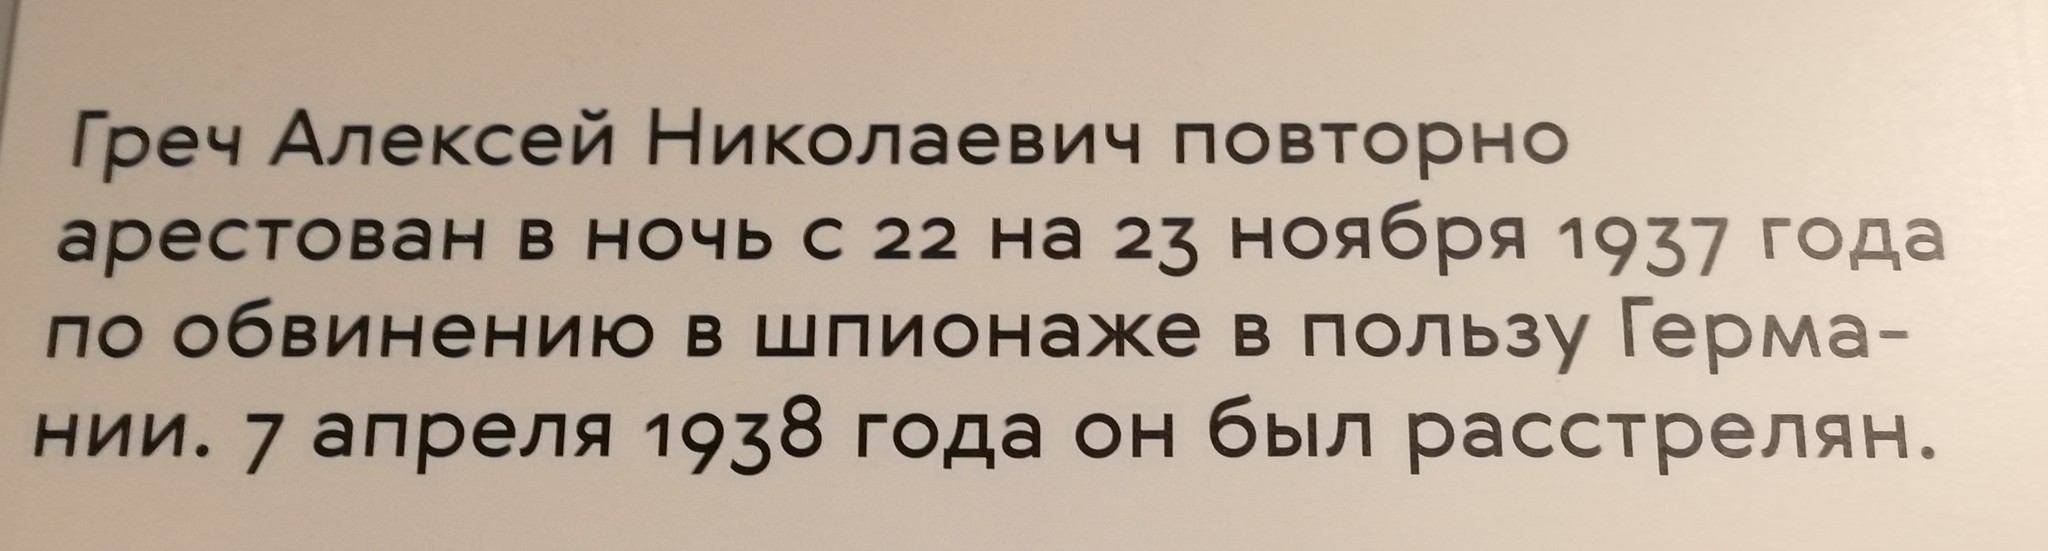 Греч Алексей Николаевич повторно
арестован в ночь с 22 на 23 ноября 1937 года
по обвинению в шпионаже в пользу Герма-
нии. 7 апреля 1938 года он был расстрелян.